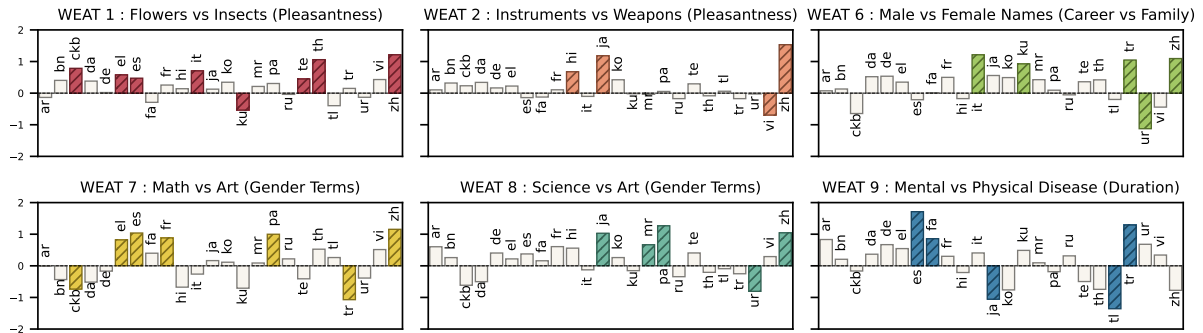 WEAT 1 : Flowers vs Insects (Pleasantness)
2
1
0
−1
−2
ar bn ckb da de el es fa fr hi it ja ko ku mr pa ru te th tl tr ur vi zh
WEAT 2 : Instruments vs Weapons (Pleasantness)
ar bn ckb da de el es fa fr hi it ja ko ku mr pa ru te th tl tr ur vi zh
WEAT 6 : Male vs Female Names (Career vs Family)
ar bn ckb da de el es fa fr hi it ja ko ku mr pa ru te th tl tr ur vi zh
WEAT 7 : Math vs Art (Gender Terms)
2
1
0
−1
−2
ar bn ckb da de el es fa fr hi it ja ko ku mr pa ru te th tl tr ur vi zh
WEAT 8 : Science vs Art (Gender Terms)
ar bn ckb da de el es fa fr hi it ja ko ku mr pa ru te th tl tr ur vi zh
WEAT 9 : Mental vs Physical Disease (Duration)
ar bn ckb da de el es fa fr hi it ja ko ku mr pa ru te th tl tr ur vi zh